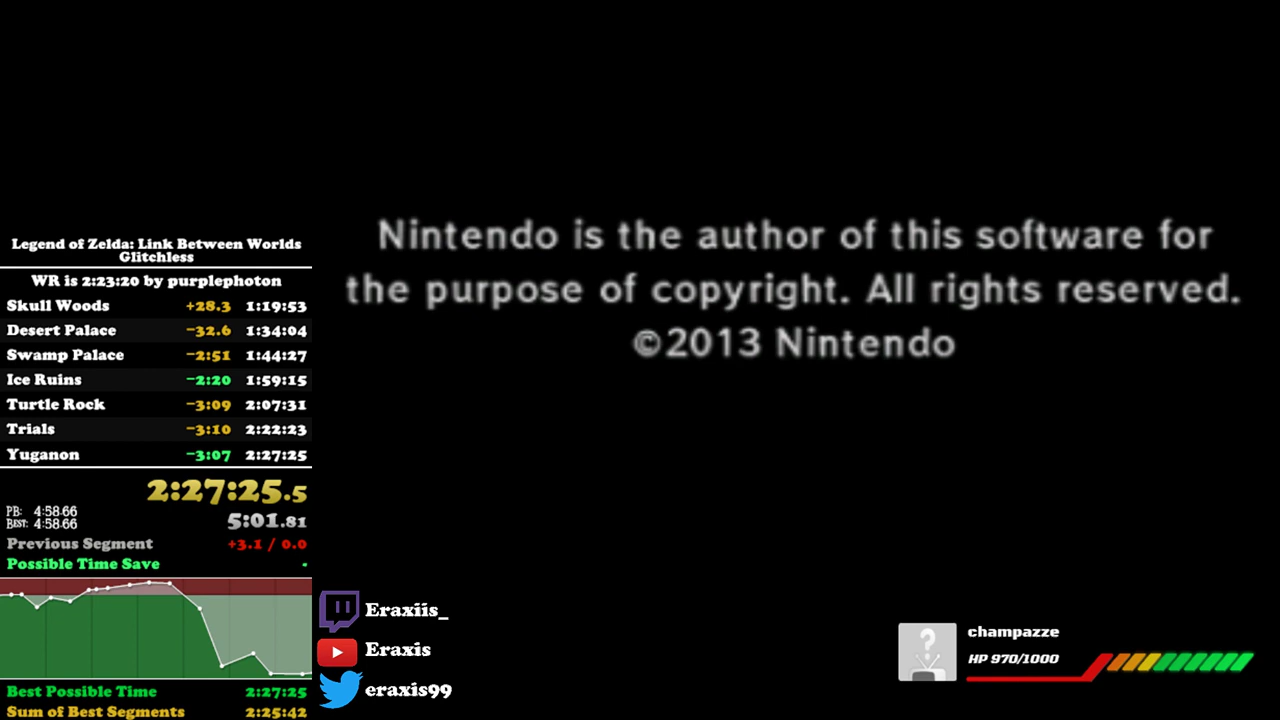 Nintendo is the author of this software for
the purpose of copyright. All rights reserved.
©2013 Nintendo
Legend of Zelda: Link Between Worlds
Glitchless
WR is 2:23:20 by purplephoton
Skull Woods +28.3 1:19:53
Desert Palace −32.6 1:34:04
Swamp Palace −2:51 1:44:27
Ice Ruins −2:20 1:59:15
Turtle Rock −3:09 2:07:31
Trials −3:10 2:22:23
Yuganon −3:07 2:27:25
2:27:25.5
PB: 4:58.66
BEST: 4:58.66
5:01.81
Previous Segment +3.1 / 0.0
Possible Time Save -
Best Possible Time 2:27:25
Sum of Best Segments 2:25:42
Eraxiis_
Eraxis
eraxis99
champazze
HP 970/1000